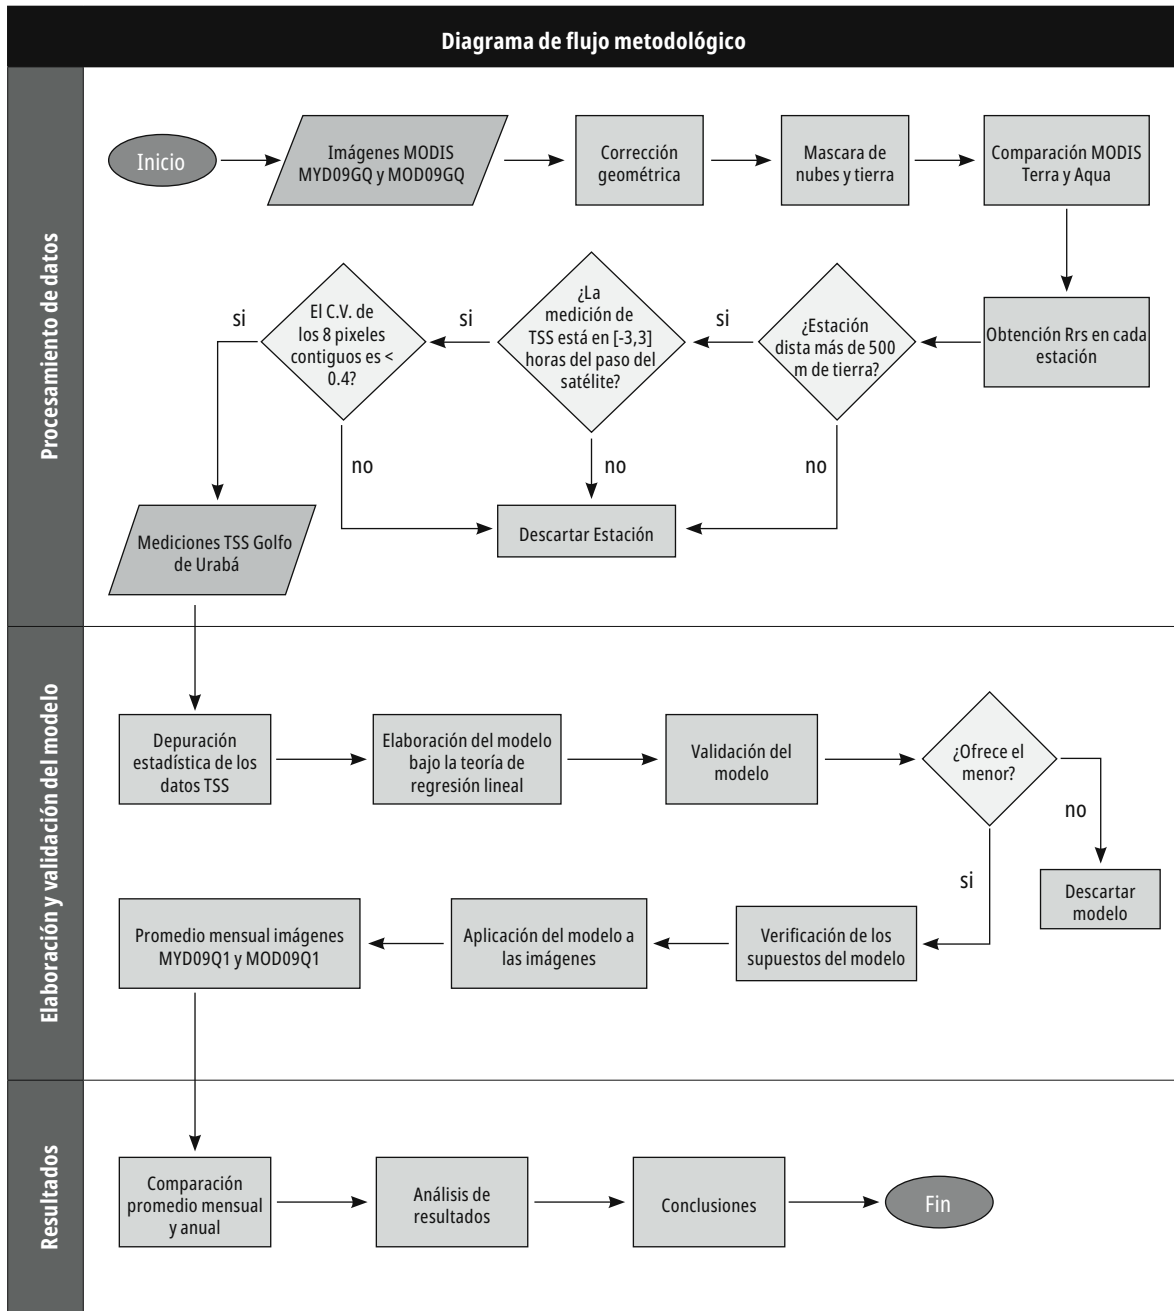 Diagrama de flujo metodológico
Procesamiento de datos
Inicio
Imágenes MODIS
MYD09GQ y MOD09GQ
Corrección
geométrica
Mascara de
nubes y tierra
Comparación MODIS
Terra y Aqua
Obtención Rrs en cada
estación
¿Estación
dista más de 500
m de tierra?
si
no
¿La
medición de
TSS está en [-3,3]
horas del paso del
satélite?
si
no
El C.V. de
los 8 pixeles
contiguos es <
0.4?
si
no
Descartar Estación
Mediciones TSS Golfo
de Urabá
Elaboración y validación del modelo
Depuración
estadística de los
datos TSS
Elaboración del modelo
bajo la teoría de
regresión lineal
Validación del
modelo
¿Ofrece el
menor?
no
Descartar
modelo
si
Verificación de los
supuestos del modelo
Aplicación del modelo a
las imágenes
Promedio mensual imágenes
MYD09Q1 y MOD09Q1
Resultados
Comparación
promedio mensual
y anual
Análisis de
resultados
Conclusiones
Fin